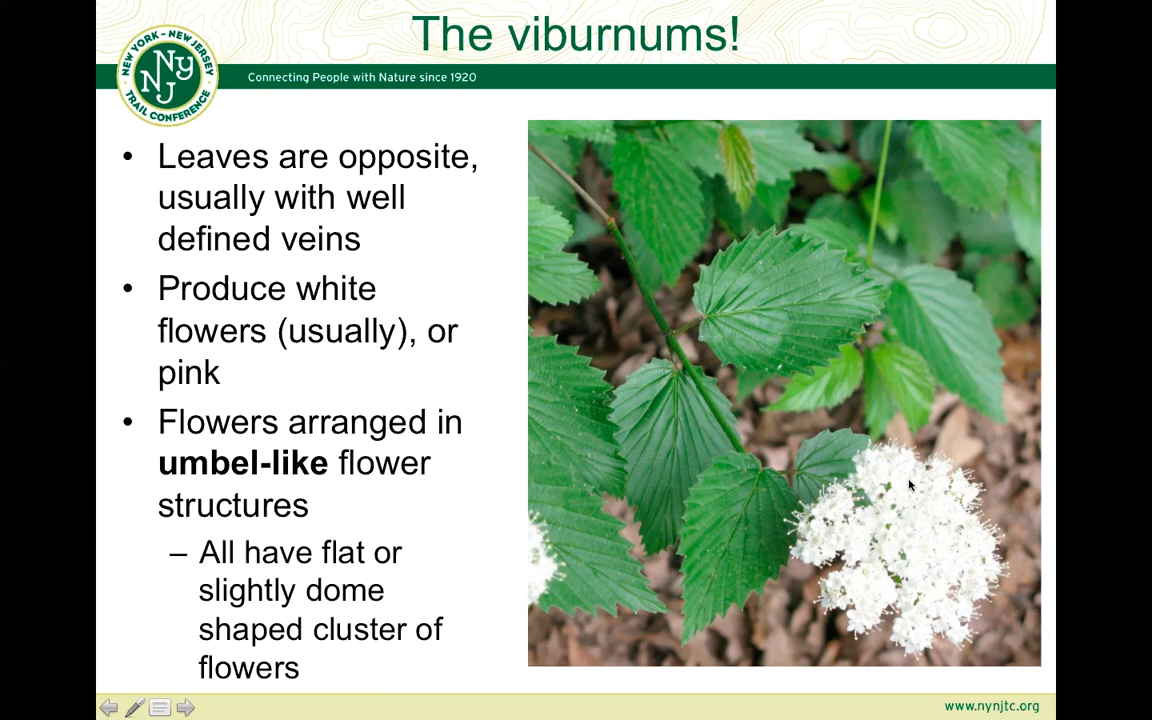 The viburnums!
NEW YORK - NEW JERSEY
NY
NJ
TRAIL CONFERENCE
Connecting People with Nature since 1920
• Leaves are opposite,
usually with well
defined veins
• Produce white
flowers (usually), or
pink
• Flowers arranged in
umbel-like flower
structures
– All have flat or
slightly dome
shaped cluster of
flowers
www.nynjtc.org